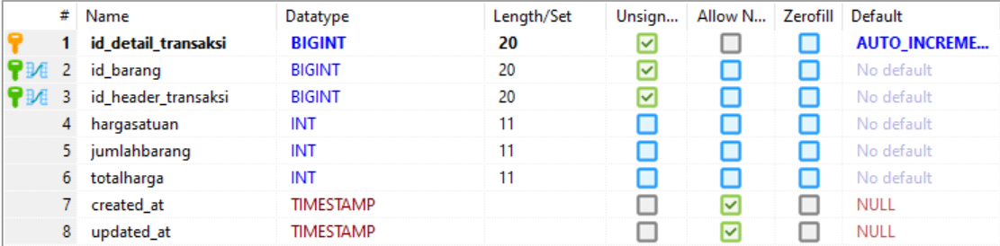 # Name Datatype Length/Set Unsign... Allow N... Zerofill Default
1 id_detail_transaksi BIGINT 20 AUTO_INCREME...
2 id_barang BIGINT 20 No default
3 id_header_transaksi BIGINT 20 No default
4 hargasatuan INT 11 No default
5 jumlahbarang INT 11 No default
6 totalharga INT 11 No default
7 created_at TIMESTAMP NULL
8 updated_at TIMESTAMP NULL